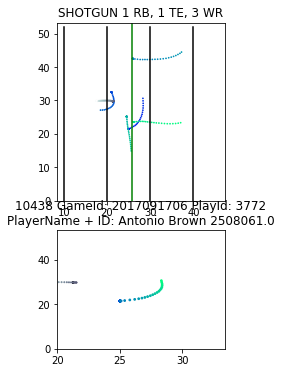 SHOTGUN 1 RB, 1 TE, 3 WR
50
40
30
20
10
0
10 20 30 40
10438 GameId: 2017091706 PlayId: 3772
PlayerName + ID: Antonio Brown 2508061.0
40
20
0
20 25 30